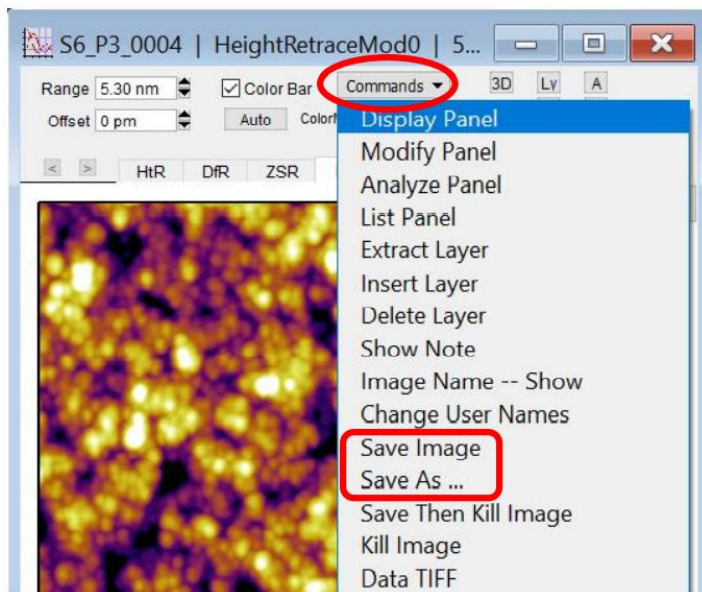 S6_P3_0004 | HeightRetraceMod0 | 5...
Range 5.30 nm Color Bar Commands 3D Ly A
Offset 0 pm Auto
< > HtR DfR ZSR
Display Panel
Modify Panel
Analyze Panel
List Panel
Extract Layer
Insert Layer
Delete Layer
Show Note
Image Name -- Show
Change User Names
Save Image
Save As ...
Save Then Kill Image
Kill Image
Data TIFF